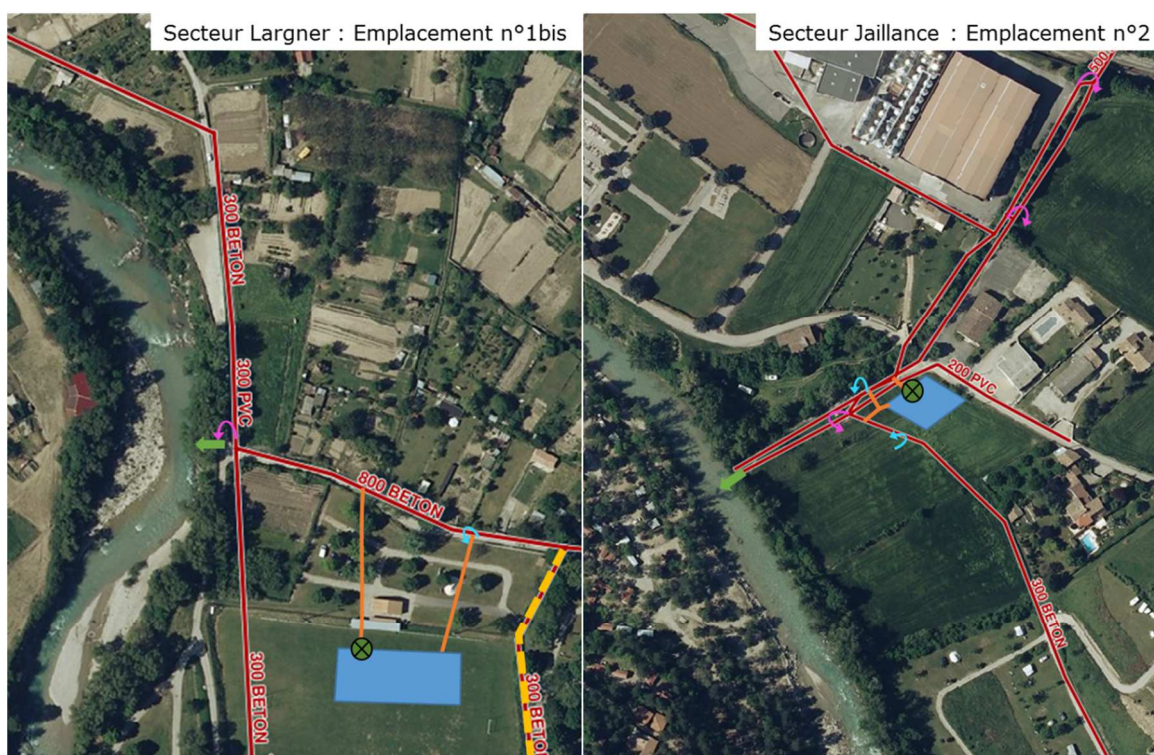 Secteur Largner : Emplacement n°1bis
Secteur Jaillance : Emplacement n°2
500
300 BETON
300 PVC
200 PVC
800 BETON
300 BETON
300 BETON
300 BETON